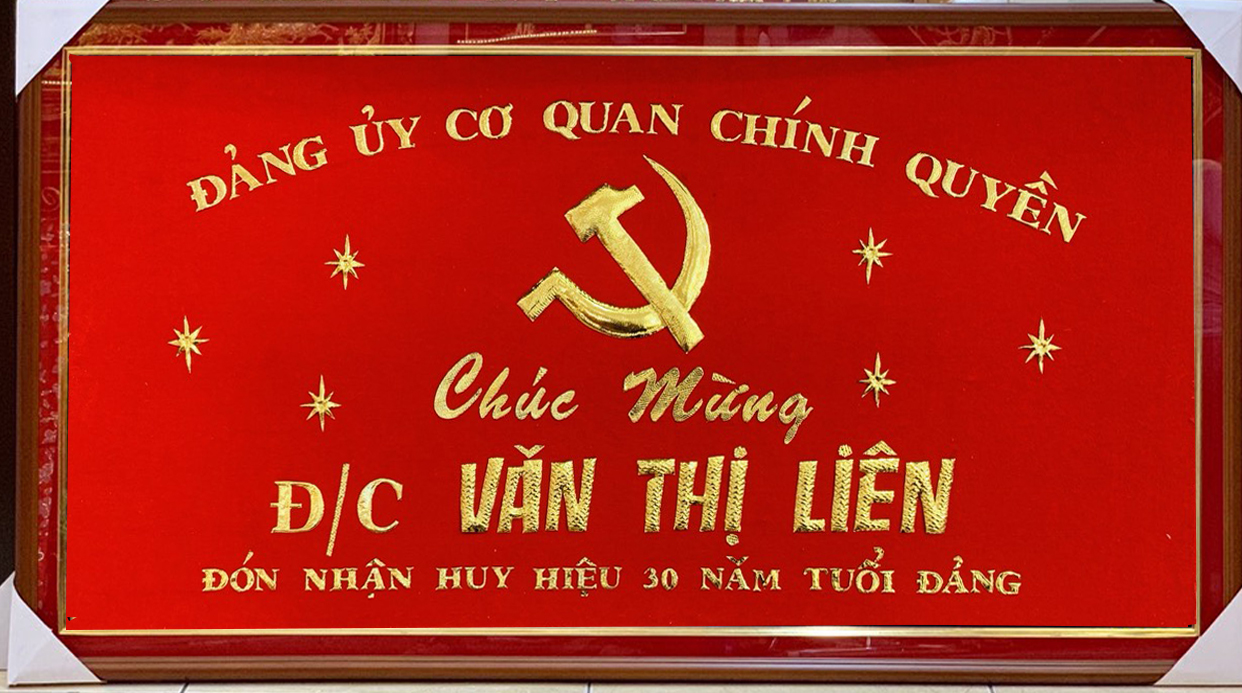 ĐẢNG ỦY CƠ QUAN CHÍNH QUYỀN
Chúc Mừng
Đ/C VĂN THỊ LIÊN
ĐÓN NHẬN HUY HIỆU 30 NĂM TUỔI ĐẢNG